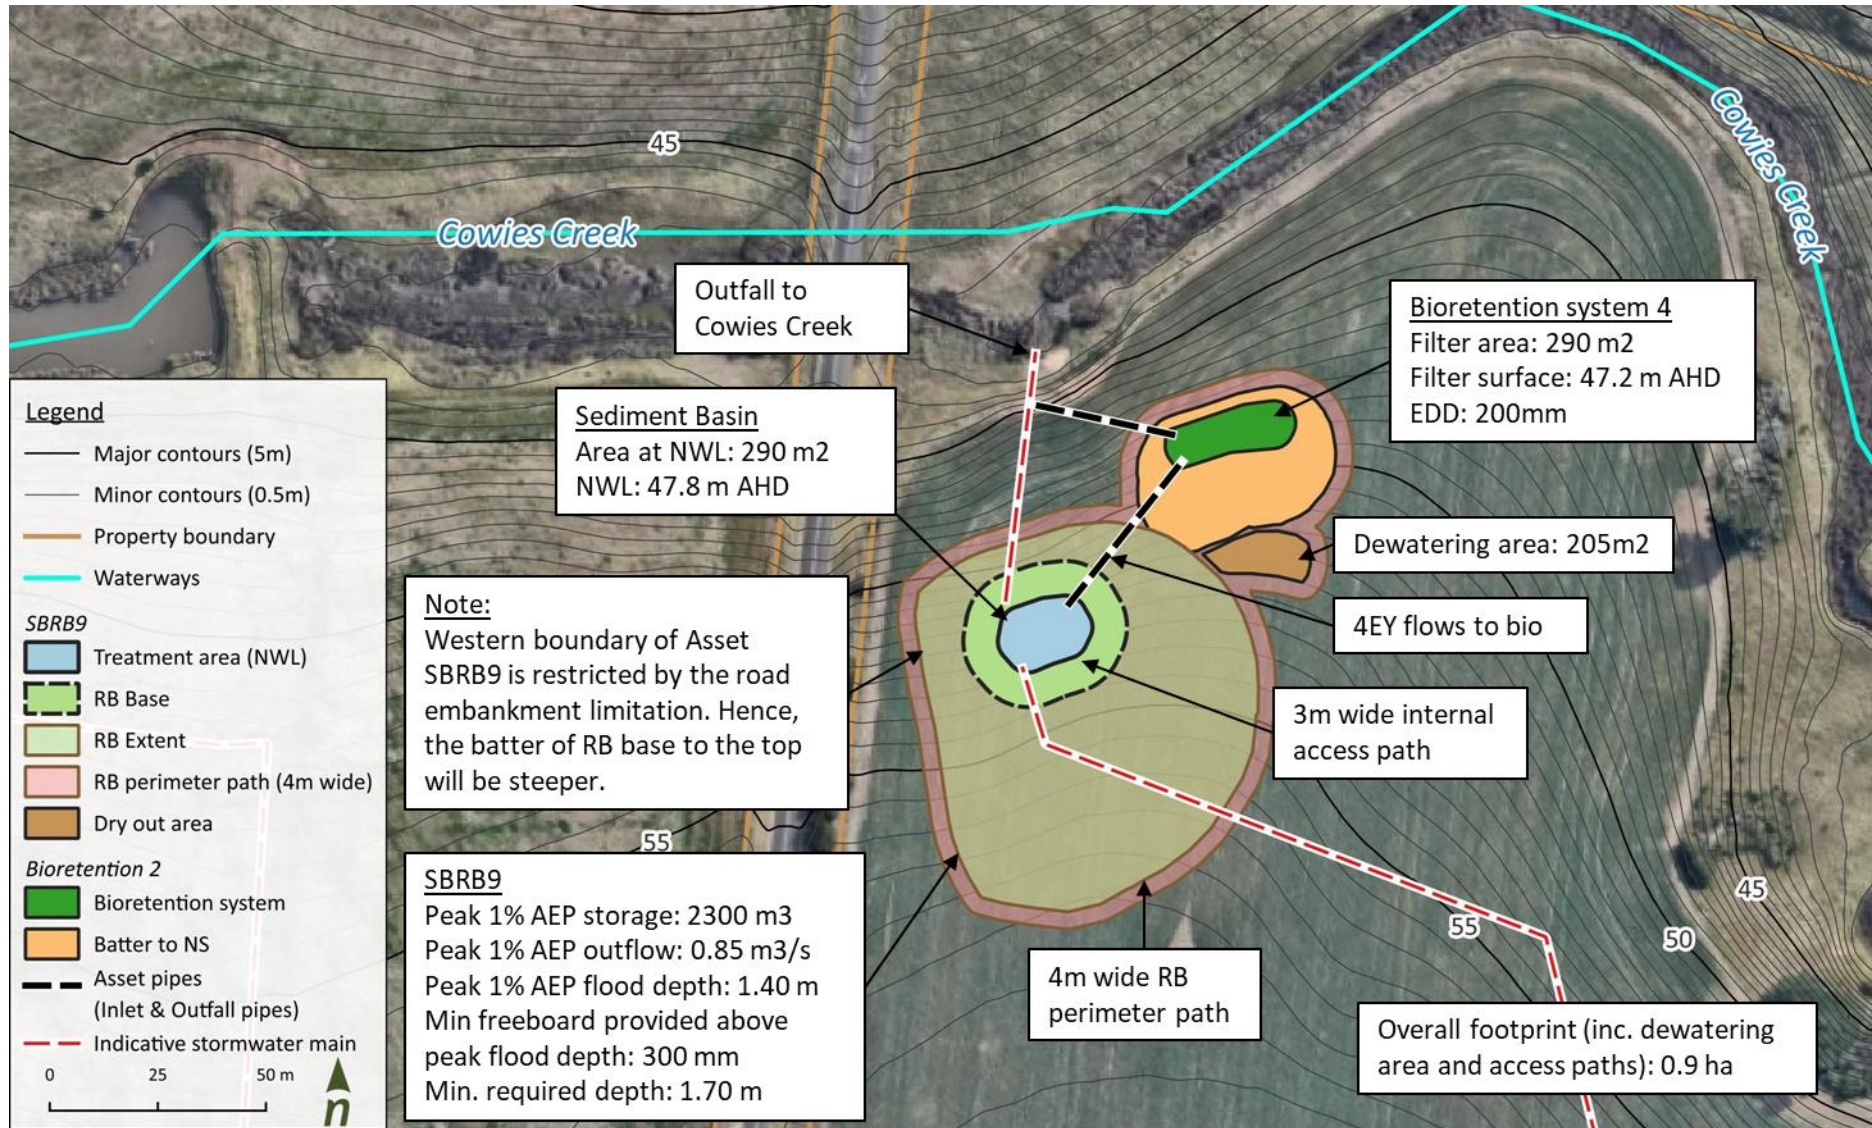 45
Cowies Creek
Cowies Creek
Outfall to
Cowies Creek
Bioretention system 4
Filter area: 290 m2
Filter surface: 47.2 m AHD
EDD: 200mm
Sediment Basin
Area at NWL: 290 m2
NWL: 47.8 m AHD
Dewatering area: 205m2
4EY flows to bio
Note:
Western boundary of Asset
SBRB9 is restricted by the road
embankment limitation. Hence,
the batter of RB base to the top
will be steeper.
3m wide internal
access path
55
SBRB9
Peak 1% AEP storage: 2300 m3
Peak 1% AEP outflow: 0.85 m3/s
Peak 1% AEP flood depth: 1.40 m
Min freeboard provided above
peak flood depth: 300 mm
Min. required depth: 1.70 m
4m wide RB
perimeter path
45
55
50
Overall footprint (inc. dewatering
area and access paths): 0.9 ha
Legend
Major contours (5m)
Minor contours (0.5m)
Property boundary
Waterways
SBRB9
Treatment area (NWL)
RB Base
RB Extent
RB perimeter path (4m wide)
Dry out area
Bioretention 2
Bioretention system
Batter to NS
Asset pipes
(Inlet & Outfall pipes)
Indicative stormwater main
0 25 50 m
n